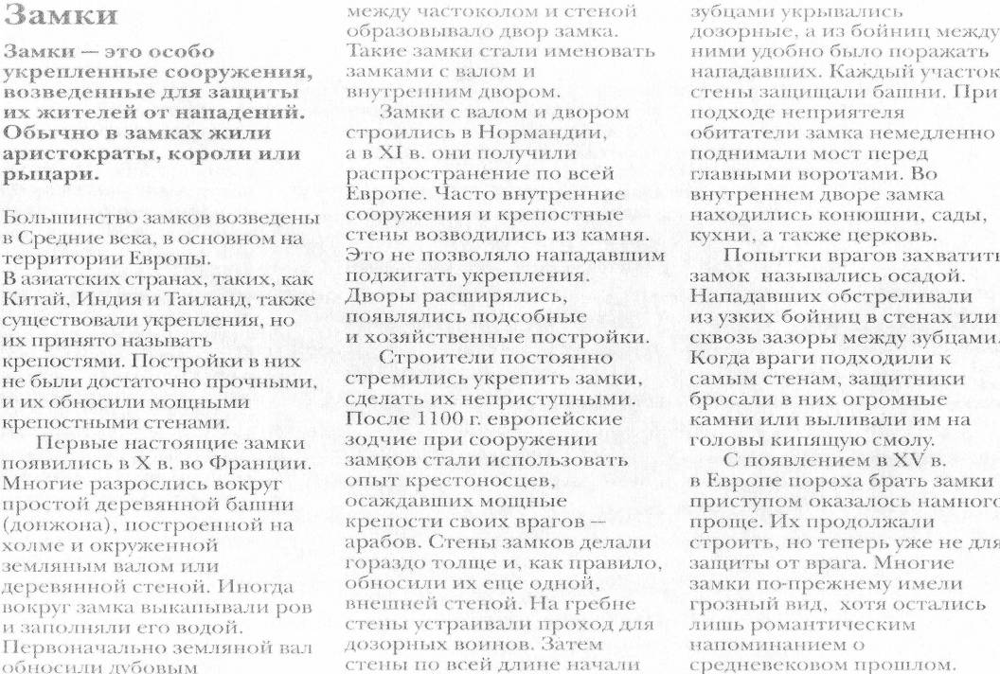 Замки
Замки — это особо
укрепленные сооружения,
возведенные для защиты
их жителей от нападений.
Обычно в замках жили
аристократы, короли или
рыцари.
Большинство замков возведены
в Средние века, в основном на
территории Европы.
В азиатских странах, таких, как
Китай, Индия и Таиланд, также
существовали укрепления, но
их принято называть
крепостями. Постройки в них
не были достаточно прочными,
и их обносили мощными
крепостными стенами.
Первые настоящие замки
появились в X в. во Франции.
Многие разрослись вокруг
простой деревянной башни
(донжона), построенной на
холме и окруженной
земляным валом или
деревянной стеной. Иногда
вокруг замка выкапывали ров
и заполняли его водой.
Первоначально земляной вал
обносили дубовым
между частоколом и стеной
образовывало двор замка.
Такие замки стали именовать
замками с валом и
внутренним двором.
Замки с валом и двором
строились в Нормандии,
а в XI в. они получили
распространение по всей
Европе. Часто внутренние
сооружения и крепостные
стены возводились из камня.
Это не позволяло нападавшим
поджигать укрепления.
Дворы расширялись,
появлялись подсобные
и хозяйственные постройки.
Строители постоянно
стремились укрепить замки,
сделать их неприступными.
После 1100 г. европейские
зодчие при сооружении
замков стали использовать
опыт крестоносцев,
осаждавших мощные
крепости своих врагов —
арабов. Стены замков делали
гораздо толще и, как правило,
обносили их еще одной,
внешней стеной. На гребне
стены устраивали проход для
дозорных воинов. Затем
стены по всей длине начали
зубцами укрывались
дозорные, а из бойниц между
ними удобно было поражать
нападавших. Каждый участок
стены защищали башни. При
подходе неприятеля
обитатели замка немедленно
поднимали мост перед
главными воротами. Во
внутреннем дворе замка
находились конюшни, сады,
кухни, а также церковь.
Попытки врагов захватить
замок назывались осадой.
Нападавших обстреливали
из узких бойниц в стенах или
сквозь зазоры между зубцами.
Когда враги подходили к
самым стенам, защитники
бросали в них огромные
камни или выливали им на
головы кипящую смолу.
С появлением в XV в.
в Европе пороха брать замки
приступом оказалось намного
проще. Их продолжали
строить, но теперь уже не для
защиты от врага. Многие
замки по-прежнему имели
грозный вид, хотя остались
лишь романтическим
напоминанием о
средневековом прошлом.